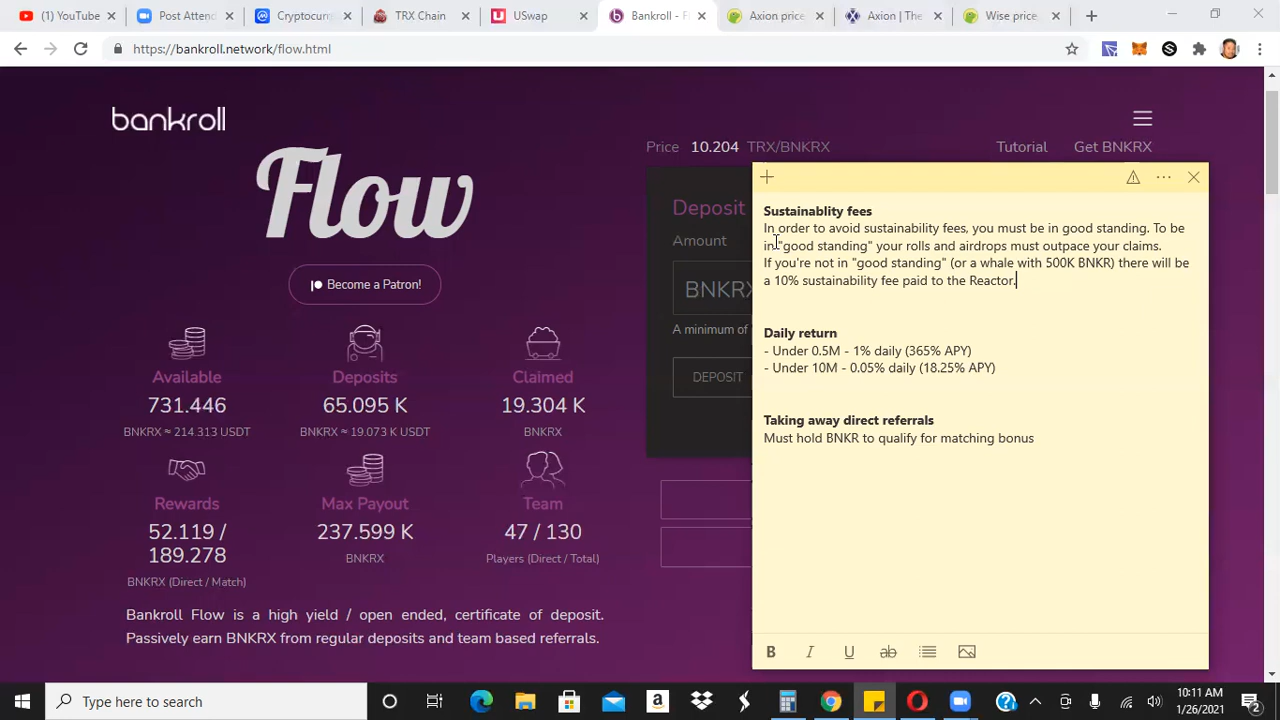 (1) YouTube
Post Attend
Cryptocurr
TRX Chain
USwap
Bankroll - F
Axion price
Axion | The
Wise price
https://bankroll.network/flow.html
bankroll
Price 10.204 TRX/BNKRX
Tutorial
Get BNKRX
Flow
Become a Patron!
Available
731.446
BNKRX ≈ 214.313 USDT
Deposits
65.095 K
BNKRX ≈ 19.073 K USDT
Claimed
19.304 K
BNKRX
Rewards
52.119 /
189.278
BNKRX (Direct / Match)
Max Payout
237.599 K
BNKRX
Team
47 / 130
Players (Direct / Total)
Bankroll Flow is a high yield / open ended, certificate of deposit.
Passively earn BNKRX from regular deposits and team based referrals.
Deposit
Amount
BNKRX
A minimum of
DEPOSIT
Sustainablity fees
In order to avoid sustainability fees, you must be in good standing. To be
in "good standing" your rolls and airdrops must outpace your claims.
If you're not in "good standing" (or a whale with 500K BNKR) there will be
a 10% sustainability fee paid to the Reactor.
Daily return
- Under 0.5M - 1% daily (365% APY)
- Under 10M - 0.05% daily (18.25% APY)
Taking away direct referrals
Must hold BNKR to qualify for matching bonus
B I U ab
Type here to search
10:11 AM
1/26/2021
2